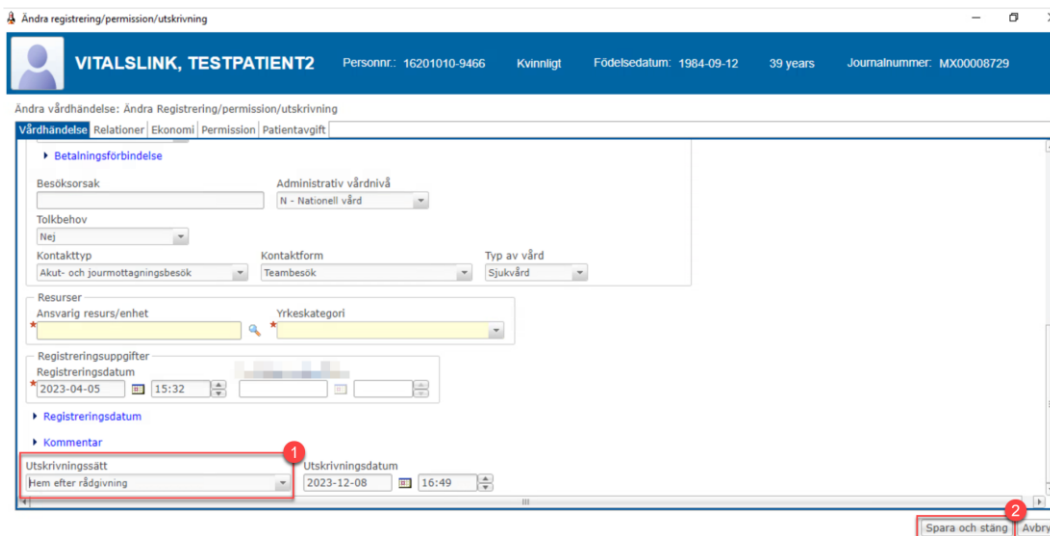 Ändra registrering/permission/utskrivning
VITALSLINK, TESTPATIENT2 Personnr.: 16201010-9466 Kvinnligt Födelsedatum: 1984-09-12 39 years Journalnummer: MX00008729
Ändra vårdhändelse: Ändra Registrering/permission/utskrivning
Vårdhändelse Relationer Ekonomi Permission Patientavgift
Betalningsförbindelse
Besöksorsak Administrativ vårdnivå
N - Nationell vård
Tolkbehov
Nej
Kontakttyp Kontaktform Typ av vård
Akut- och jourmottagningsbesök Teambesök Sjukvård
Resurser
Ansvarig resurs/enhet Yrkeskategori
* *
Registreringsuppgifter
Registreringsdatum
* 2023-04-05 15:32
Registreringsdatum
Kommentar
1
Utskrivningssätt Utskrivningsdatum
Hem efter rådgivning 2023-12-08 16:49
2
Spara och stäng Avbry